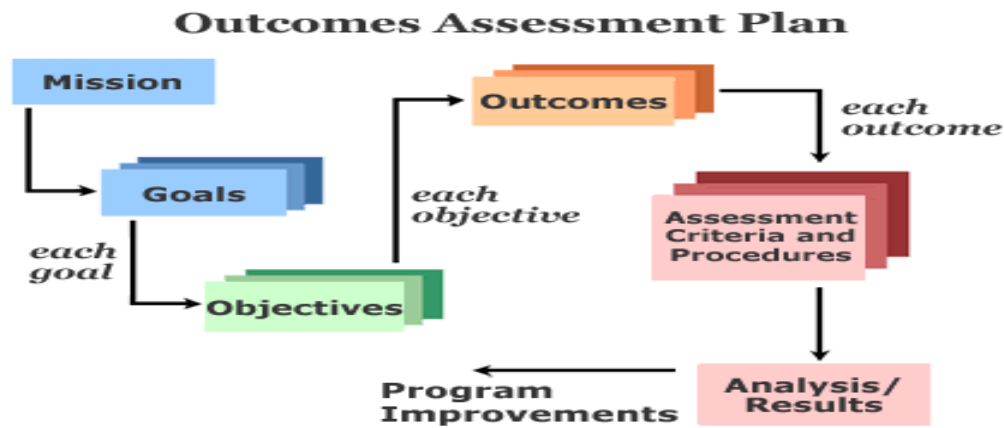 Outcomes Assessment Plan
Mission
Goals
each
goal
Objectives
each
objective
Outcomes
each
outcome
Assessment
Criteria and
Procedures
Analysis/
Results
Program
Improvements